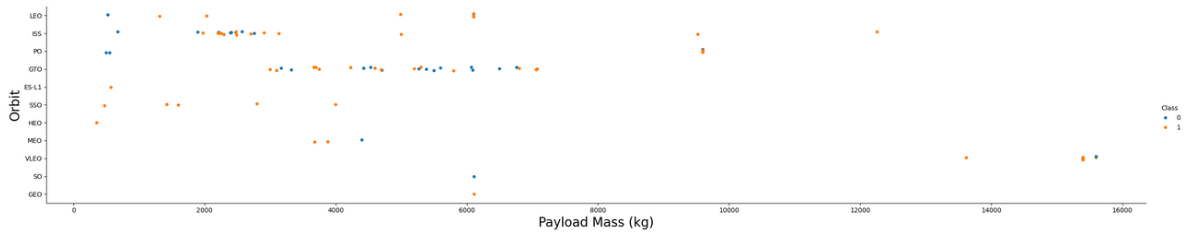 LEO
ISS
PO
GTO
ES-L1
SSO
HEO
MEO
VLEO
SO
GEO
Orbit
0 2000 4000 6000 8000 10000 12000 14000 16000
Payload Mass (kg)
Class
0
1